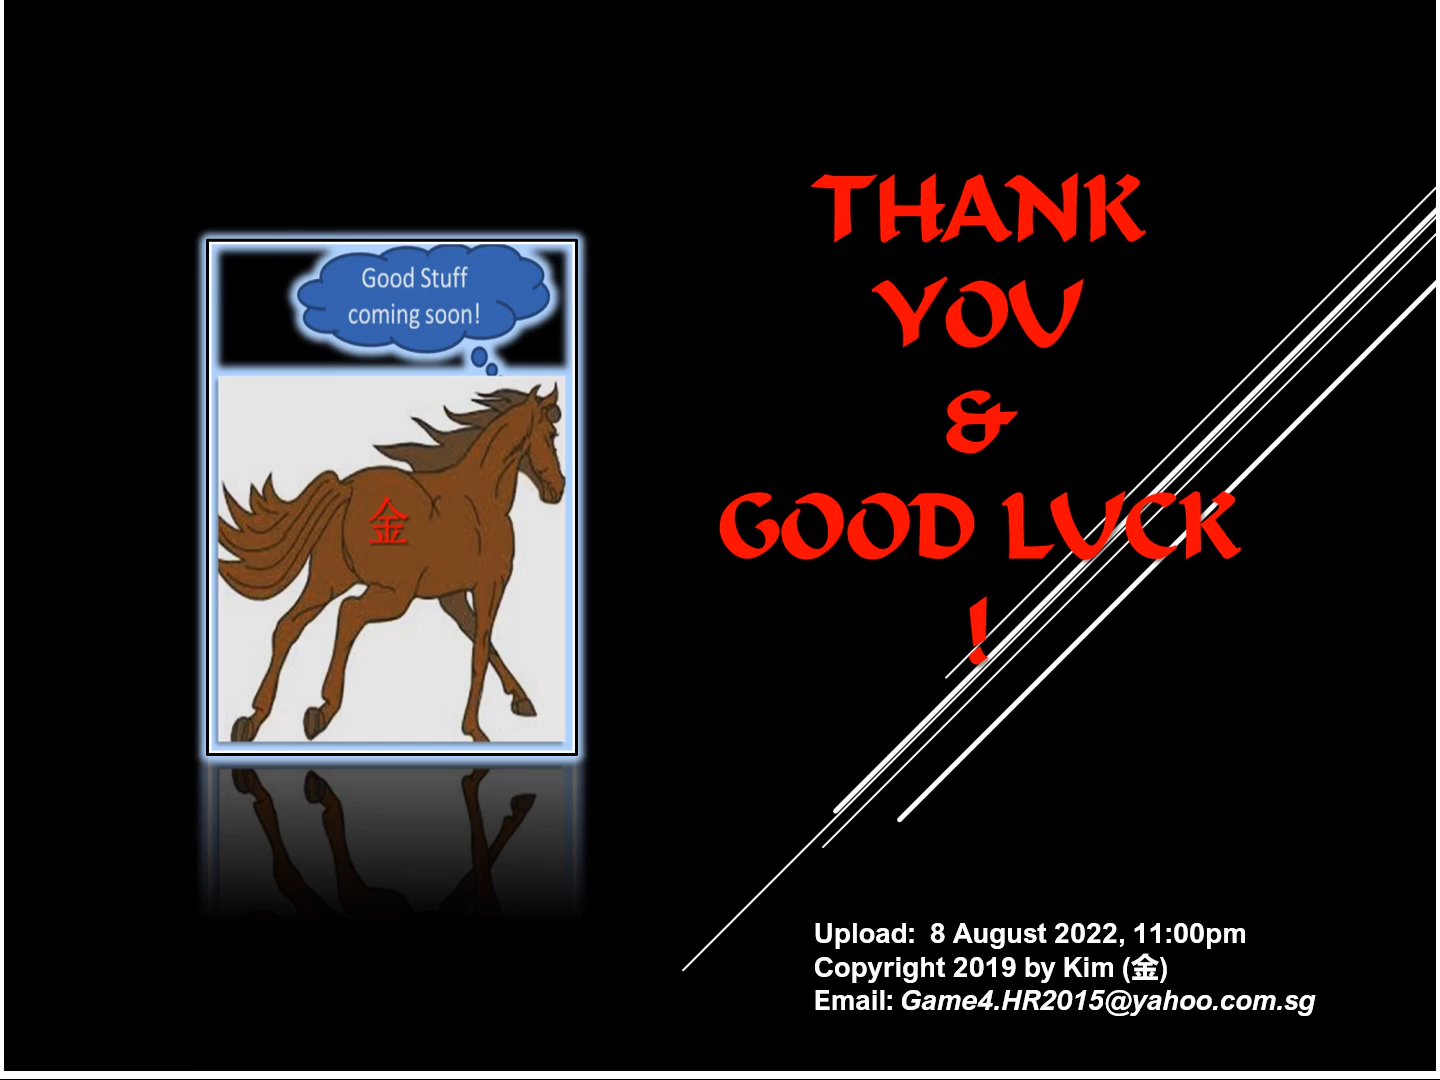 Good Stuff
coming soon!
金
THANK
YOU
&
GOOD LUCK
!
Upload:  8 August 2022, 11:00pm
Copyright 2019 by Kim (金)
Email: Game4.HR2015@yahoo.com.sg